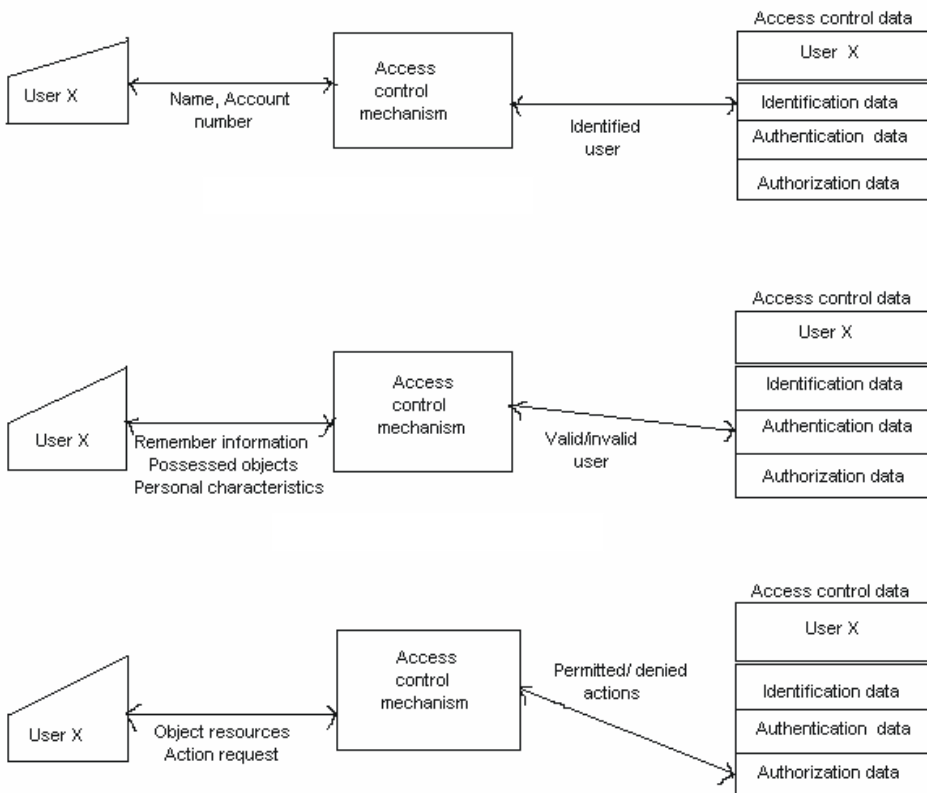 Access control data
User X
User X
Name, Account
number
Access
control
mechanism
Identified
user
Identification data
Authentication data
Authorization data
Access control data
User X
User X
Remember information
Possessed objects
Personal characteristics
Access
control
mechanism
Valid/invalid
user
Identification data
Authentication data
Authorization data
Access control data
User X
User X
Object resources
Action request
Access
control
mechanism
Permitted/ denied
actions
Identification data
Authentication data
Authorization data